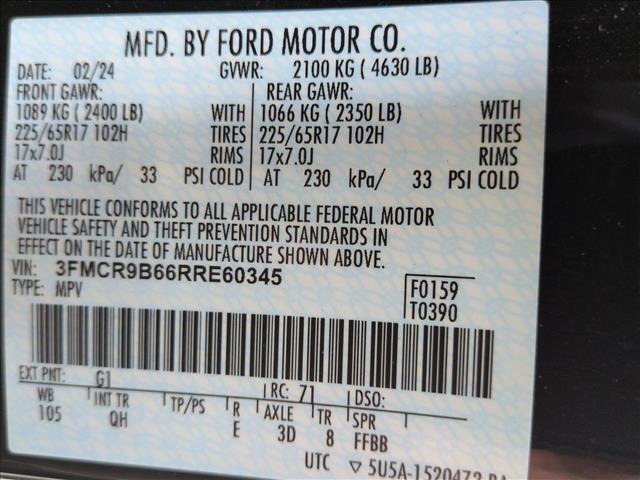 MFD. BY FORD MOTOR CO.
DATE: 02/24 GVWR: 2100 KG ( 4630 LB)
FRONT GAWR: REAR GAWR:
1089 KG ( 2400 LB) WITH 1066 KG ( 2350 LB) WITH
225/65R17 102H TIRES 225/65R17 102H TIRES
17x7.0J RIMS 17x7.0J RIMS
AT 230 kPa/ 33 PSI COLD AT 230 kPa/ 33 PSI COLD
THIS VEHICLE CONFORMS TO ALL APPLICABLE FEDERAL MOTOR
VEHICLE SAFETY AND THEFT PREVENTION STANDARDS IN
EFFECT ON THE DATE OF MANUFACTURE SHOWN ABOVE.
VIN: 3FMCR9B66RRE60345
TYPE: MPV
F0159
T0390
EXT PNT: G1 RC: 71 DSO:
WB INT TR TP/PS R AXLE TR SPR
105 QH E 3D 8 FFBB
UTC ▽ 5U5A-1520472